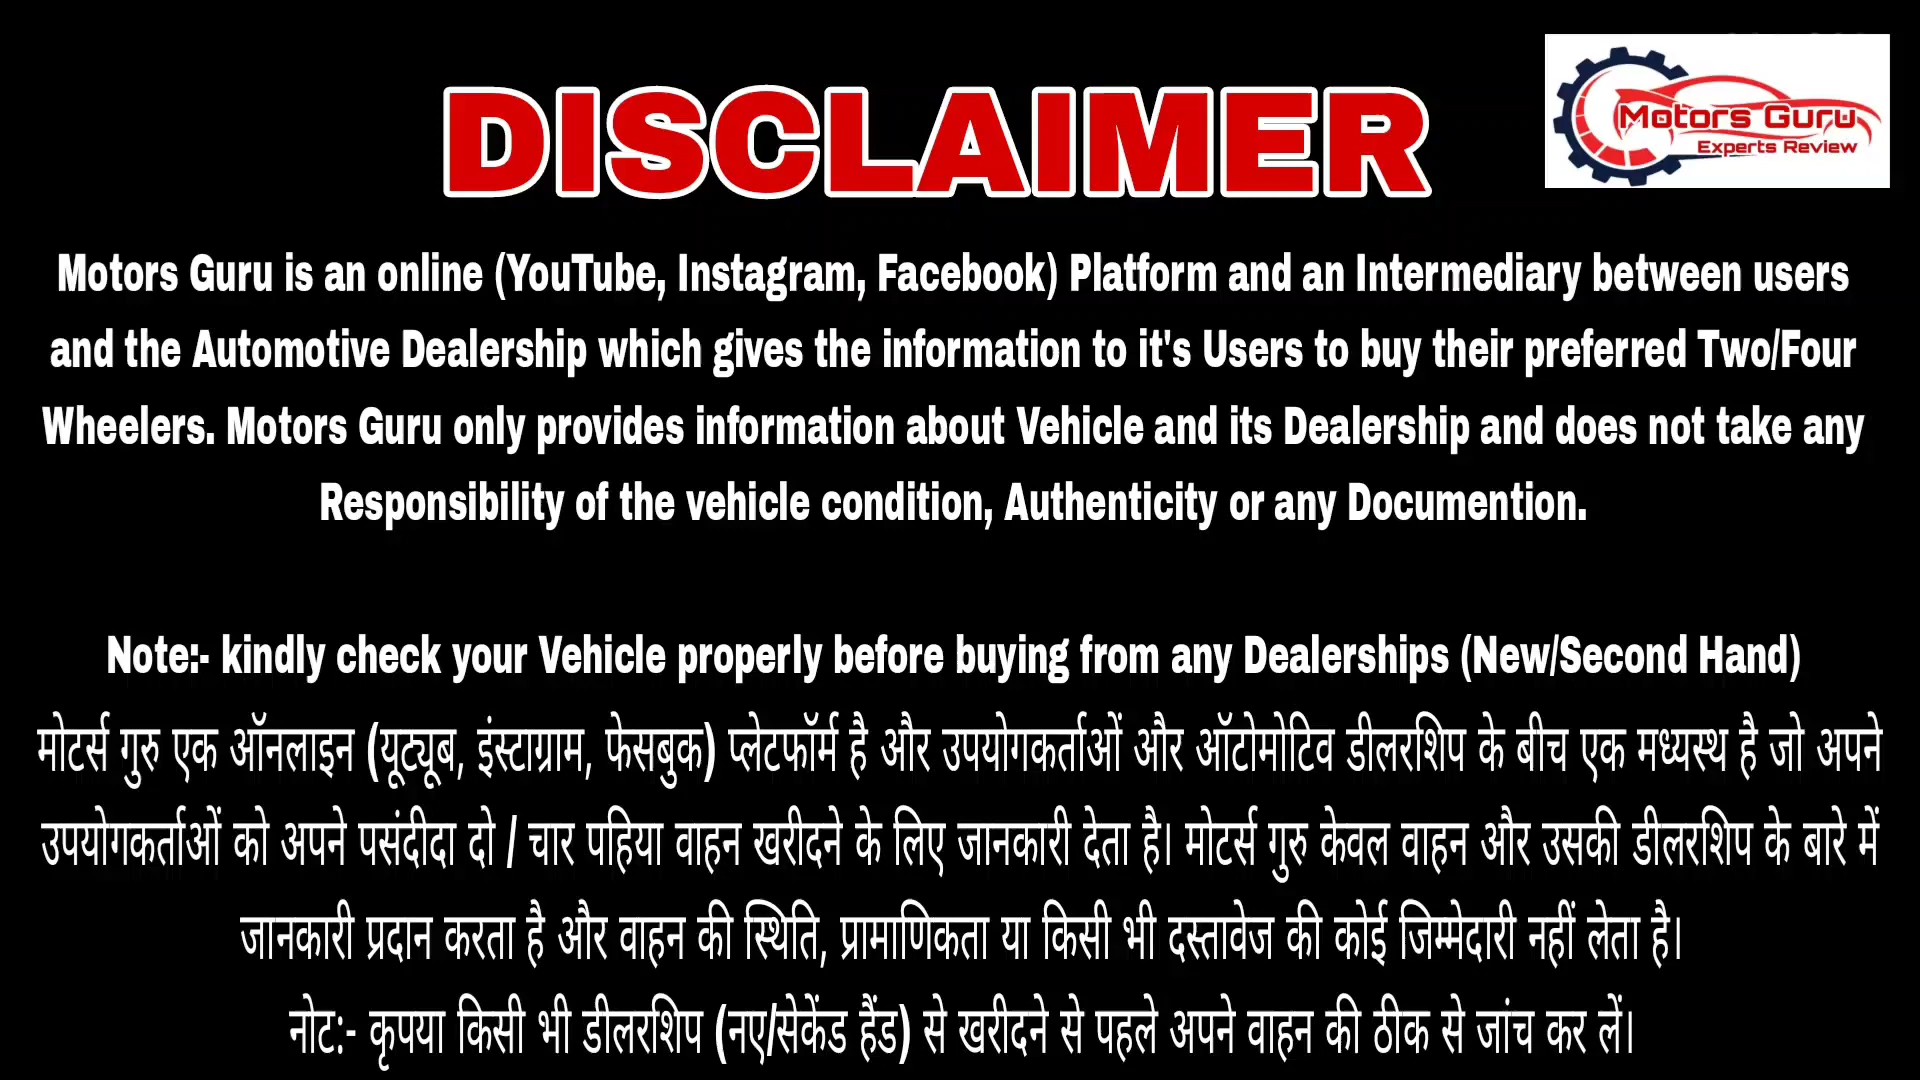 DISCLAIMER
Motors Guru
Experts Review
Motors Guru is an online (YouTube, Instagram, Facebook) Platform and an Intermediary between users
and the Automotive Dealership which gives the information to it's Users to buy their preferred Two/Four
Wheelers. Motors Guru only provides information about Vehicle and its Dealership and does not take any
Responsibility of the vehicle condition, Authenticity or any Documention.
Note:- kindly check your Vehicle properly before buying from any Dealerships (New/Second Hand)
मोटर्स गुरु एक ऑनलाइन (यूट्यूब, इंस्टाग्राम, फेसबुक) प्लेटफॉर्म है और उपयोगकर्ताओं और ऑटोमोटिव डीलरशिप के बीच एक मध्यस्थ है जो अपने
उपयोगकर्ताओं को अपने पसंदीदा दो / चार पहिया वाहन खरीदने के लिए जानकारी देता है। मोटर्स गुरु केवल वाहन और उसकी डीलरशिप के बारे में
जानकारी प्रदान करता है और वाहन की स्थिति, प्रामाणिकता या किसी भी दस्तावेज की कोई जिम्मेदारी नहीं लेता है।
नोट:- कृपया किसी भी डीलरशिप (नए/सेकेंड हैंड) से खरीदने से पहले अपने वाहन की ठीक से जांच कर लें।